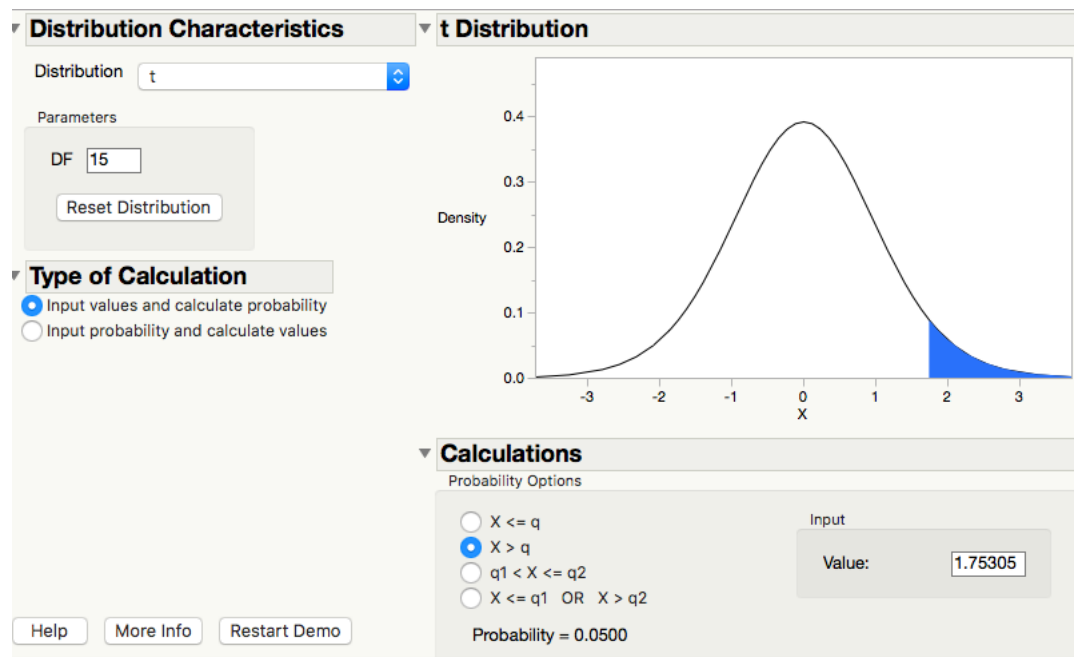 Distribution Characteristics
Distribution t
Parameters
DF 15
Reset Distribution
Type of Calculation
Input values and calculate probability
Input probability and calculate values
Help More Info Restart Demo
t Distribution
0.4
0.3
Density
0.2
0.1
0.0
-3 -2 -1 0 1 2 3
X
Calculations
Probability Options
X <= q
X > q
q1 < X <= q2
X <= q1 OR X > q2
Input
Value: 1.75305
Probability = 0.0500